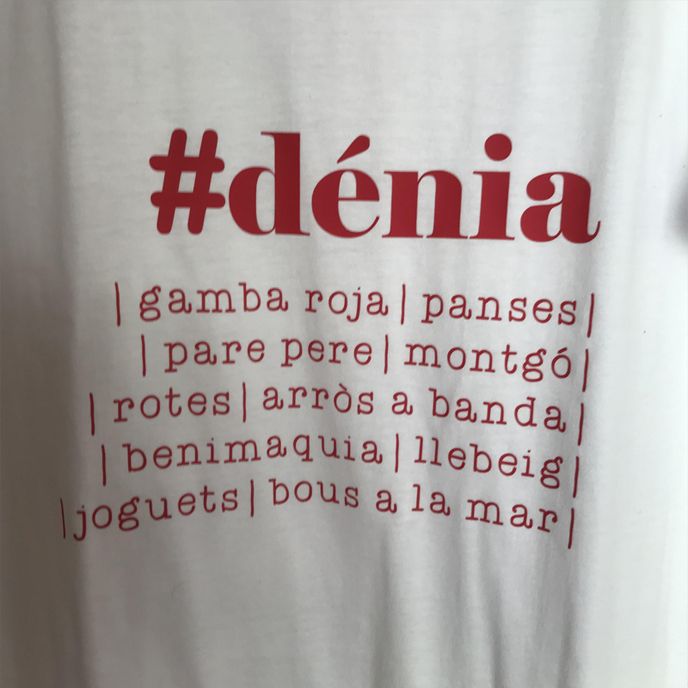 #dénia
| gamba roja | panses |
| pare pere | montgó |
| rotes | arròs a banda |
| benimaquia | llebeig |
| joguets | bous a la mar |